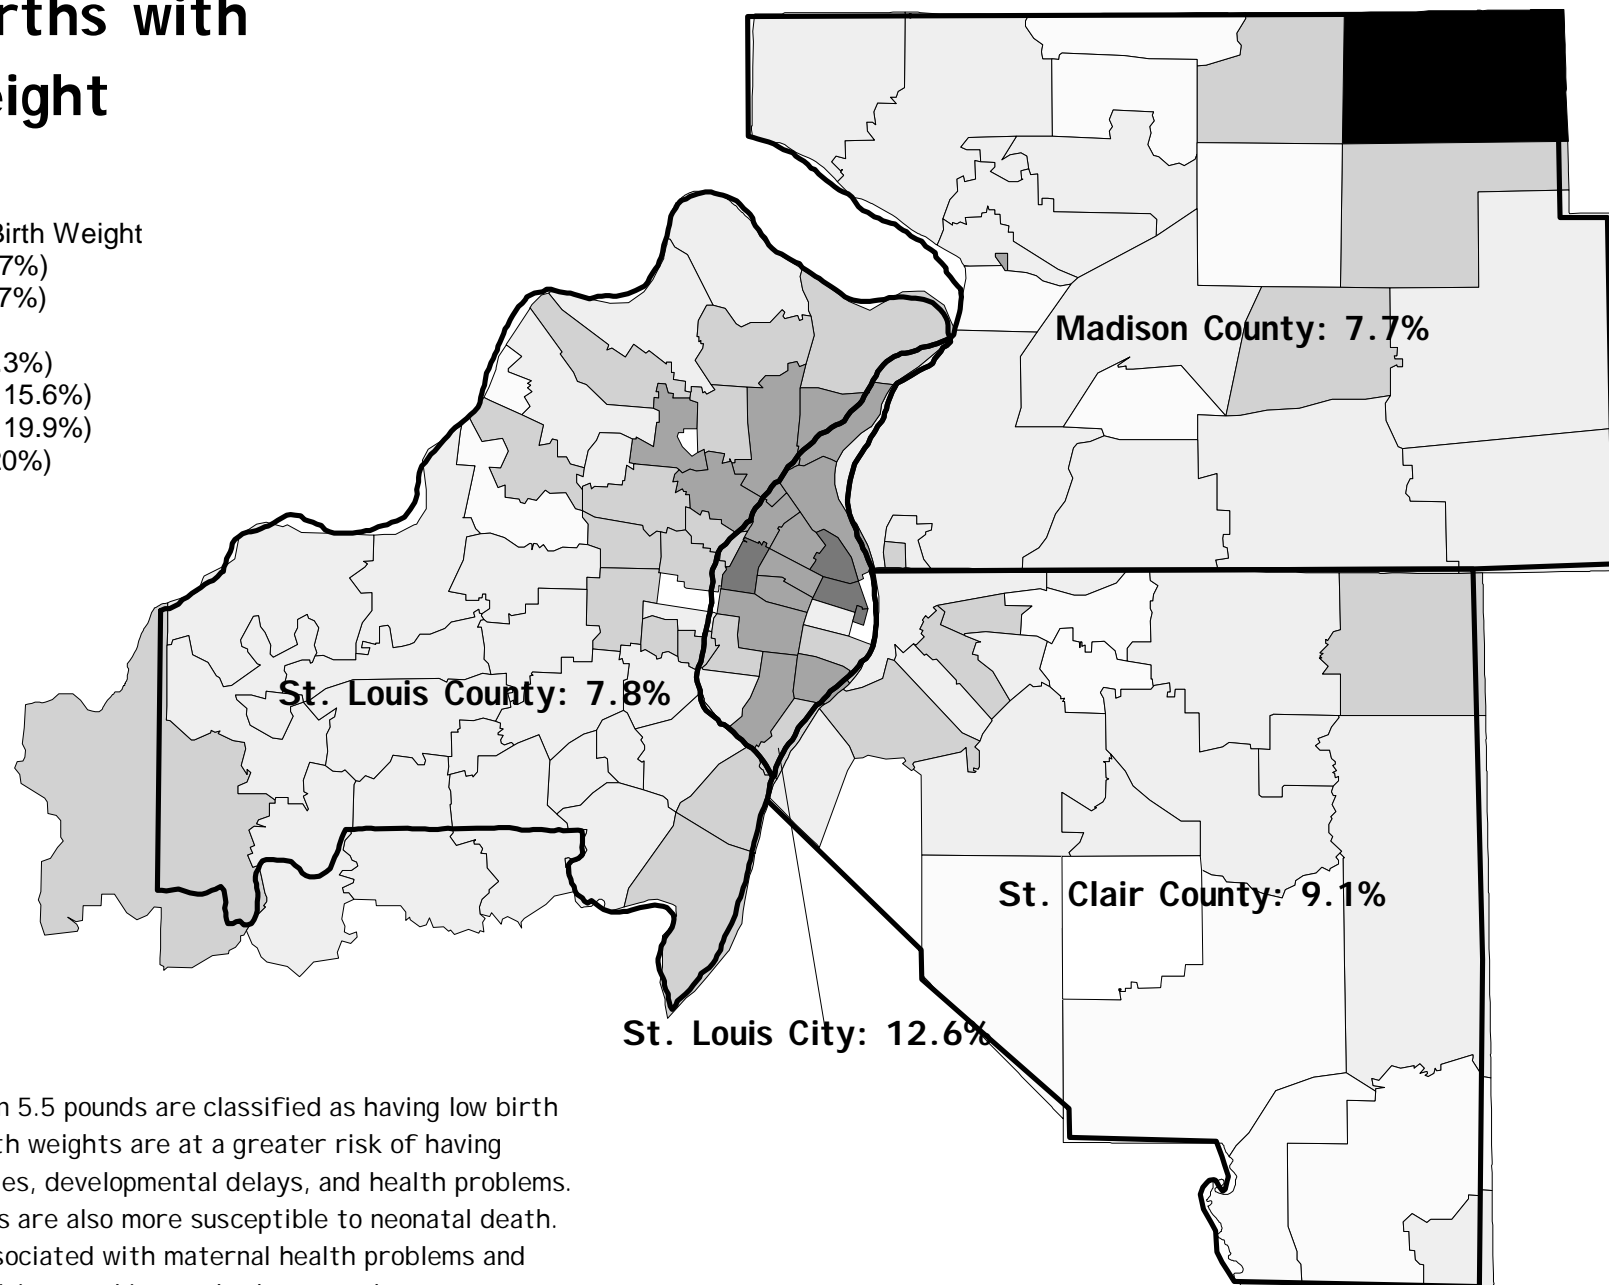 rths with
eight
Birth Weight
7%)
7%)
.3%)
15.6%)
19.9%)
20%)
Madison County: 7.7%
St. Louis County: 7.8%
St. Clair County: 9.1%
St. Louis City: 12.6%
n 5.5 pounds are classified as having low birth
th weights are at a greater risk of having
es, developmental delays, and health problems.
s are also more susceptible to neonatal death.
sociated with maternal health problems and